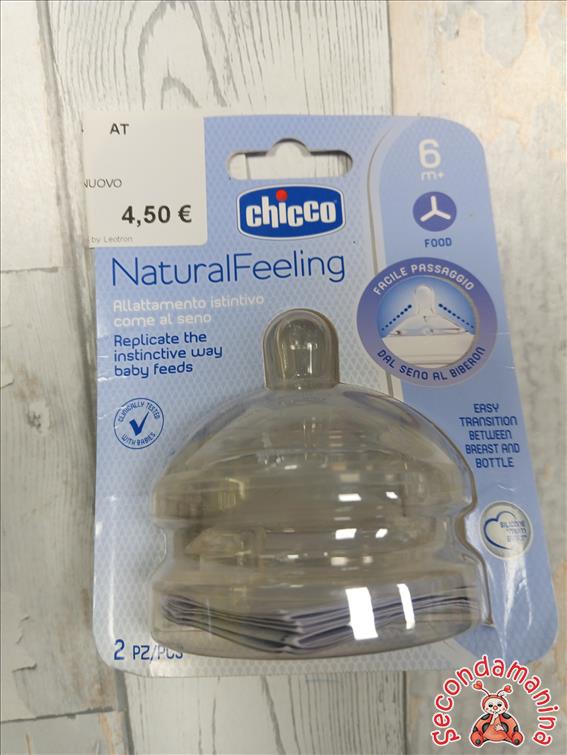 AT
NUOVO
4,50 €
by Leotron
chicco
NaturalFeeling
Allattamento istintivo
come al seno
Replicate the
instinctive way
baby feeds
CLINICALLY TESTED
WITH BABIES
6
m+
FOOD
FACILE PASSAGGIO
DAL SENO AL BIBERON
EASY
TRANSITION
BETWEEN
BREAST AND
BOTTLE
SILICONE
2 PZ/PCS
secondamanina